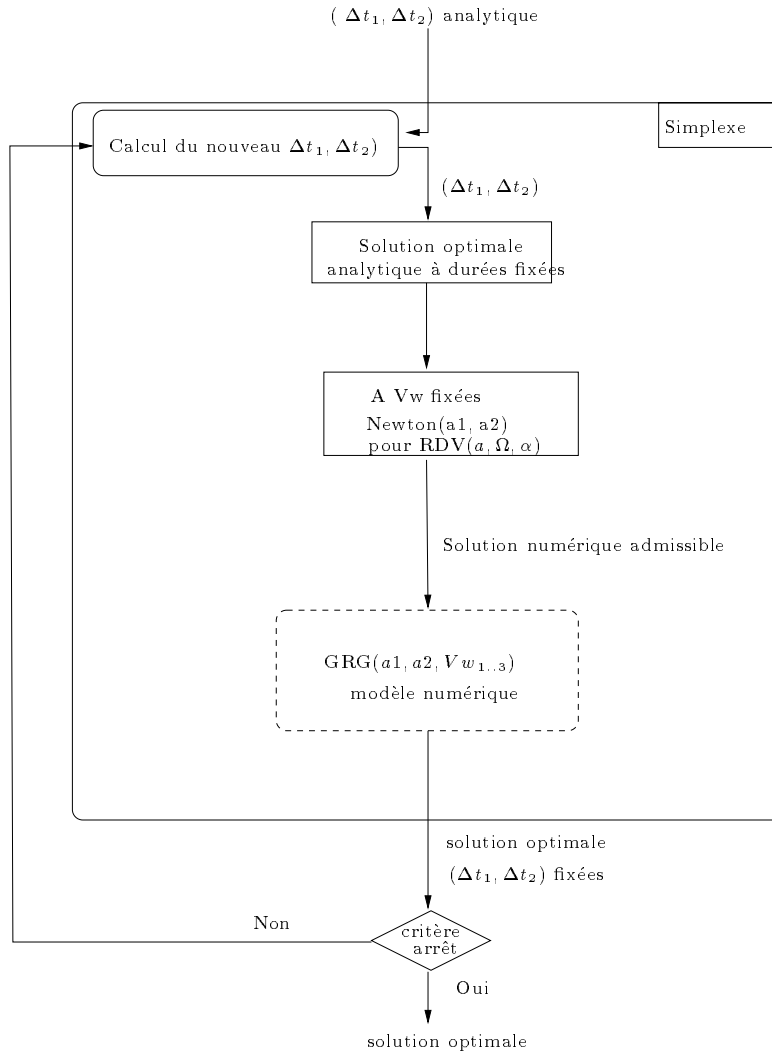 ( Δt₁, Δt₂) analytique
Simplexe
Calcul du nouveau Δt₁, Δt₂)
(Δt₁, Δt₂)
Solution optimale
analytique à durées fixées
A Vw fixées
Newton(a1, a2)
pour RDV(a, Ω, α)
Solution numérique admissible
GRG(a1, a2, Vw₁..₃)
modèle numérique
solution optimale
(Δt₁, Δt₂) fixées
Non
critère
arrêt
Oui
solution optimale